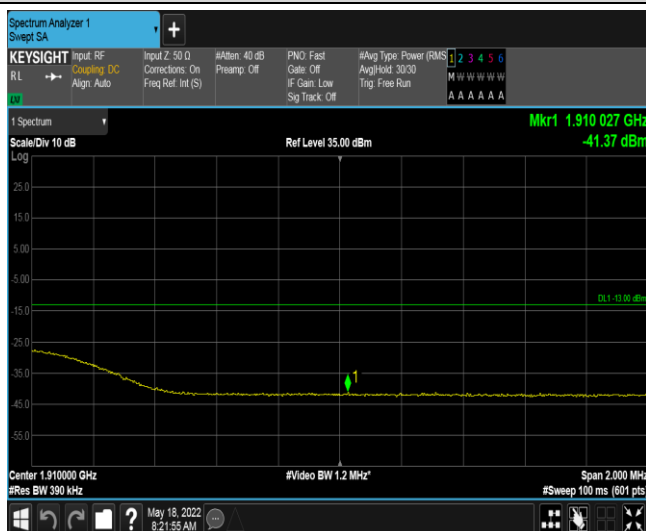 Spectrum Analyzer 1
Swept SA
KEYSIGHT Input: RF Input Z: 50 Ω #Atten: 40 dB PNO: Fast #Avg Type: Power (RMS 1 2 3 4 5 6
RL Coupling: DC Corrections: On Preamp: Off Gate: Off Avg|Hold: 30/30 M W W W W W
Align: Auto Freq Ref: Int (S) IF Gain: Low Trig: Free Run
Sig Track: Off A A A A A A
1 Spectrum Mkr1 1.910 027 GHz
Scale/Div 10 dB Ref Level 35.00 dBm -41.37 dBm
Log
25.0
15.0
5.00
-5.00
DL1 -13.00 dBm
-15.0
-25.0
-35.0
1
-45.0
-55.0
Center 1.910000 GHz #Video BW 1.2 MHz* Span 2.000 MHz
#Res BW 390 kHz #Sweep 100 ms (601 pts)
May 18, 2022
8:21:55 AM